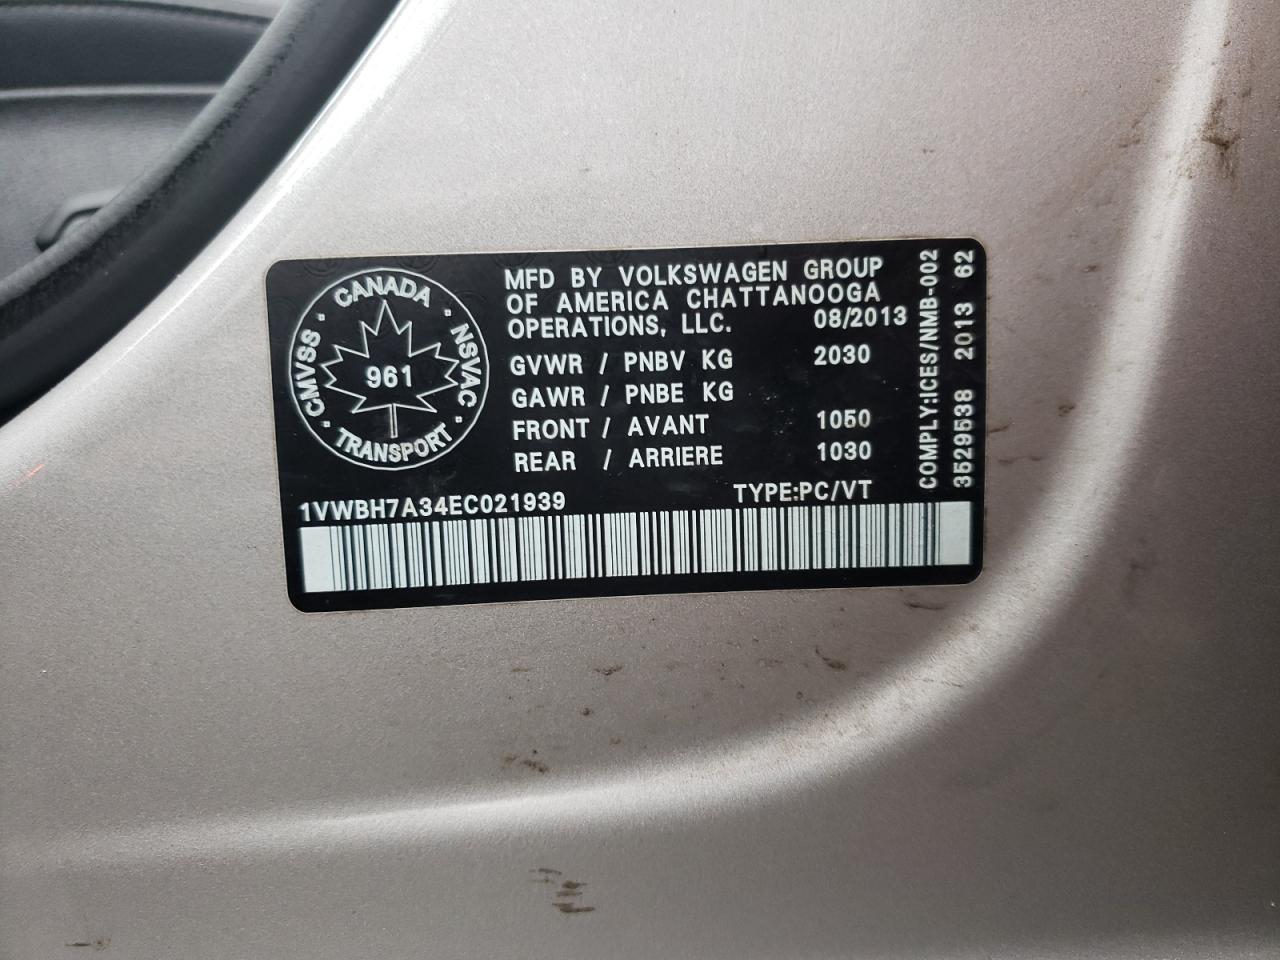 CANADA
CMVSS · NSVAC
961
TRANSPORT
MFD BY VOLKSWAGEN GROUP
OF AMERICA CHATTANOOGA
OPERATIONS, LLC. 08/2013
GVWR / PNBV KG 2030
GAWR / PNBE KG
FRONT / AVANT 1050
REAR / ARRIERE 1030
1VWBH7A34EC021939 TYPE:PC/VT
COMPLY:ICES/NMB-002
3529538 2013 62